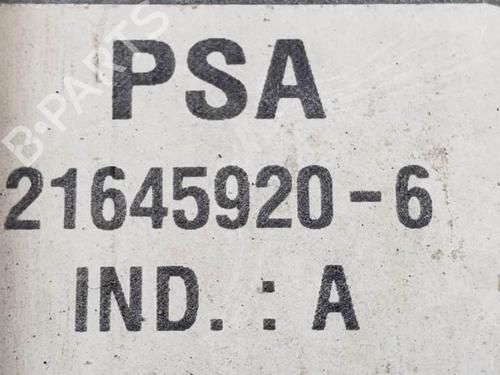 PSA
21645920-6
IND. : A
B-PARTS